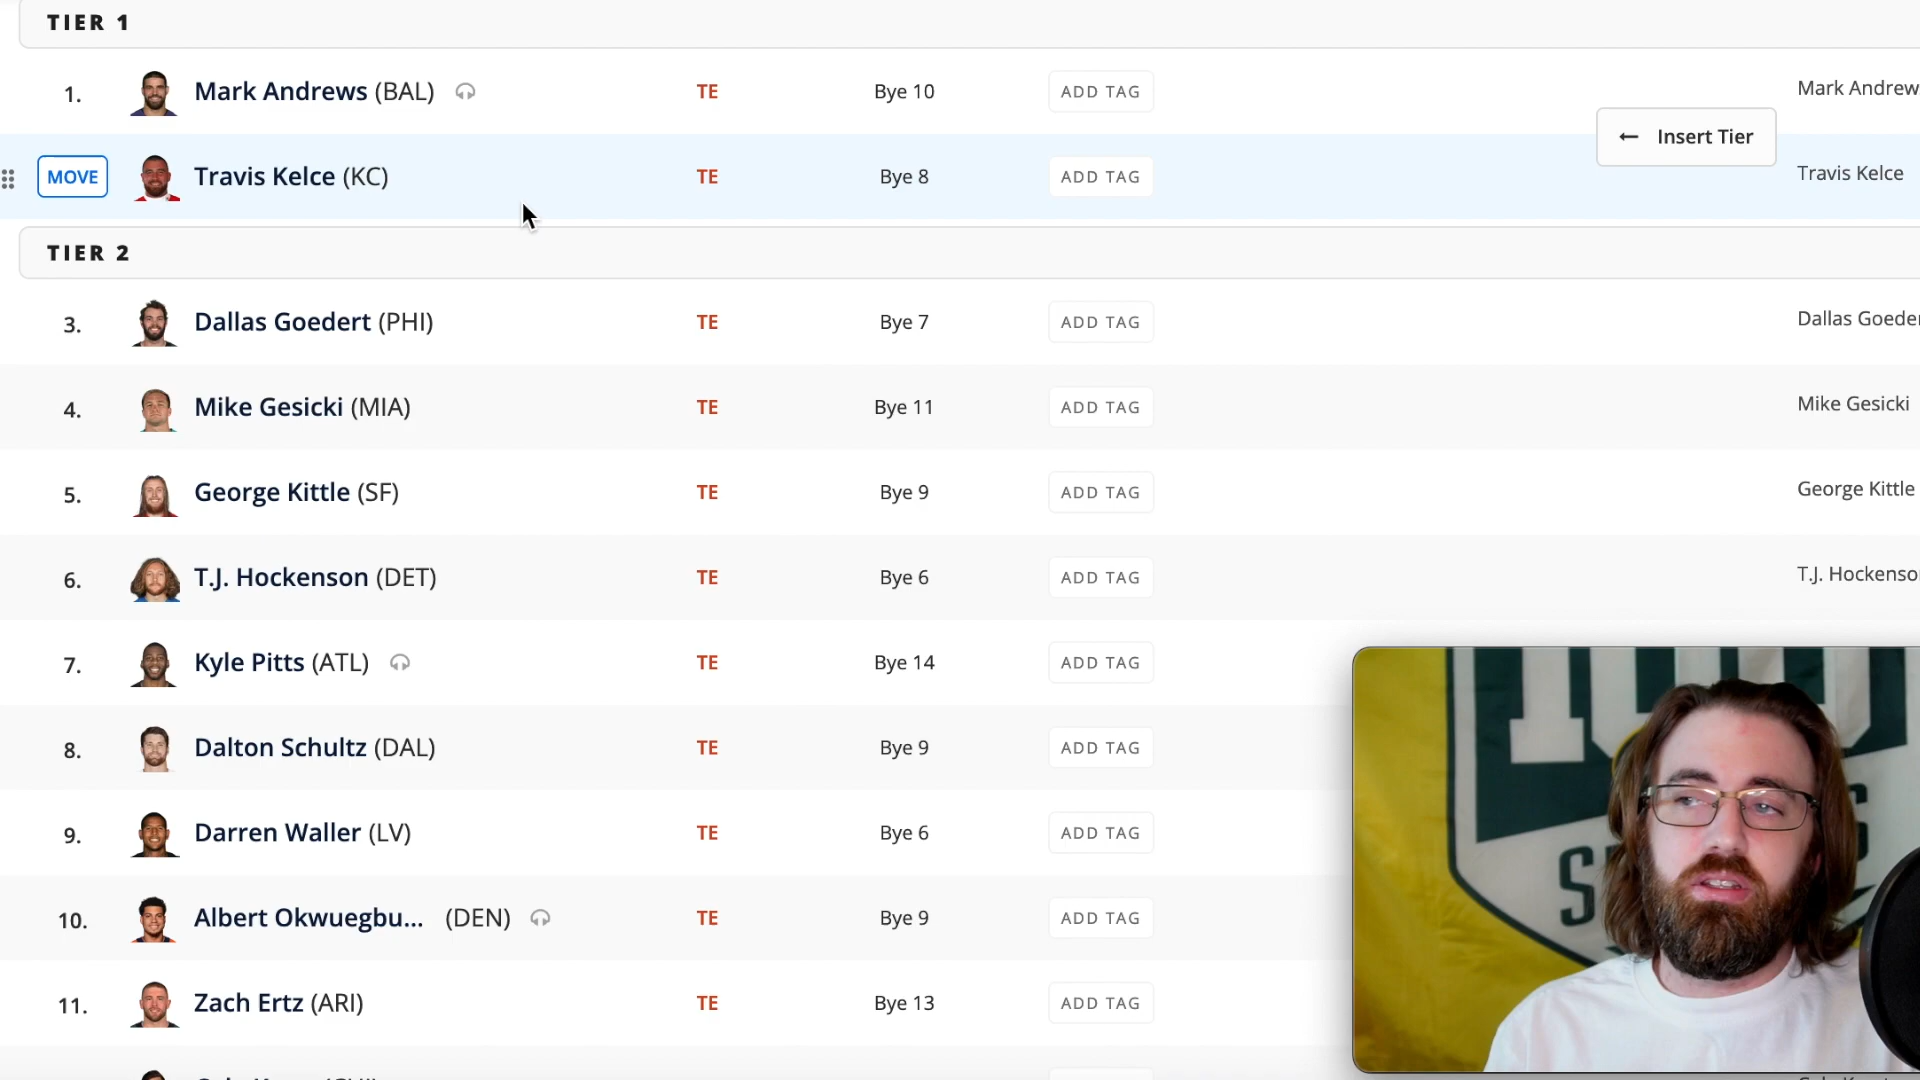 TIER 1
1. Mark Andrews (BAL) TE Bye 10 ADD TAG Mark Andrew
← Insert Tier
MOVE Travis Kelce (KC) TE Bye 8 ADD TAG Travis Kelce
TIER 2
3. Dallas Goedert (PHI) TE Bye 7 ADD TAG Dallas Goede
4. Mike Gesicki (MIA) TE Bye 11 ADD TAG Mike Gesicki
5. George Kittle (SF) TE Bye 9 ADD TAG George Kittle
6. T.J. Hockenson (DET) TE Bye 6 ADD TAG T.J. Hockenso
7. Kyle Pitts (ATL) TE Bye 14 ADD TAG
8. Dalton Schultz (DAL) TE Bye 9 ADD TAG
9. Darren Waller (LV) TE Bye 6 ADD TAG
10. Albert Okwuegbu... (DEN) TE Bye 9 ADD TAG
11. Zach Ertz (ARI) TE Bye 13 ADD TAG